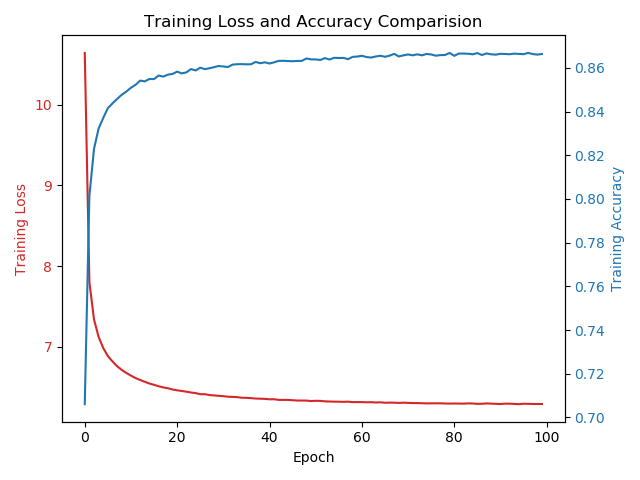 Training Loss and Accuracy Comparision
10
9
8
7
Training Loss
0.86
0.84
0.82
0.80
0.78
0.76
0.74
0.72
0.70
Training Accuracy
0 20 40 60 80 100
Epoch